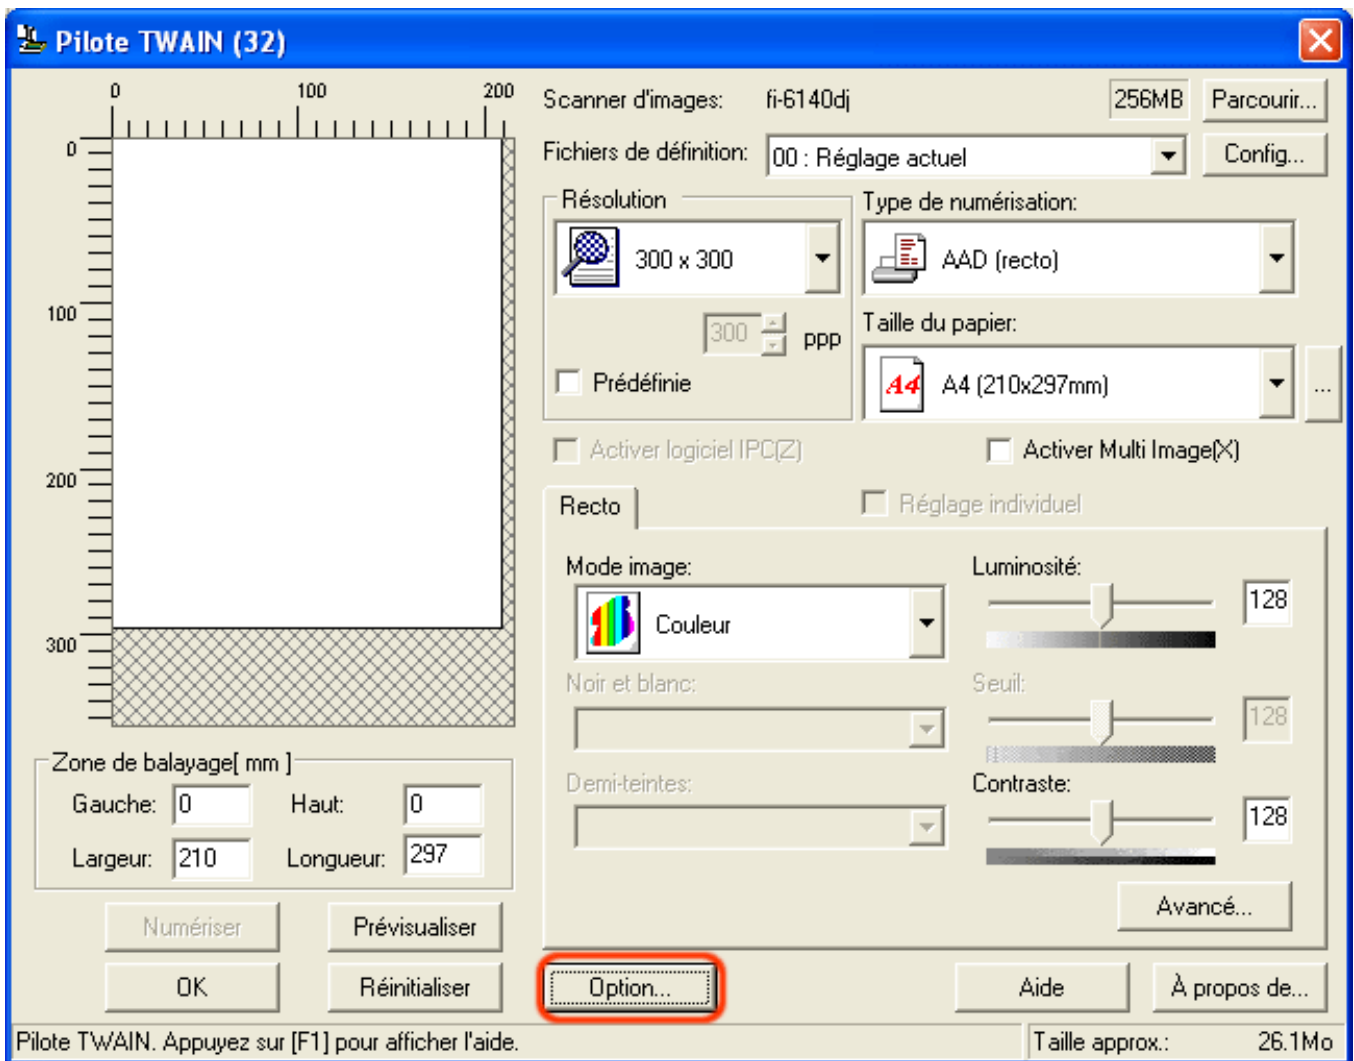 Pilote TWAIN (32)
0 100 200
0
100
200
300
Zone de balayage[ mm ]
Gauche: 0 Haut: 0
Largeur: 210 Longueur: 297
Numériser Prévisualiser
OK Réinitialiser
Scanner d'images: fi-6140dj 256MB Parcourir...
Fichiers de définition: 00 : Réglage actuel Config...
Résolution
300 x 300
300 ppp
Prédéfinie
Type de numérisation:
AAD (recto)
Taille du papier:
A4 A4 (210x297mm) ...
Activer logiciel IPC(Z) Activer Multi Image(X)
Recto Réglage individuel
Mode image:
Couleur
Noir et blanc:
Demi-teintes:
Luminosité:
128
Seuil:
128
Contraste:
128
Avancé...
Option... Aide À propos de...
Pilote TWAIN. Appuyez sur [F1] pour afficher l'aide. Taille approx.: 26.1Mo